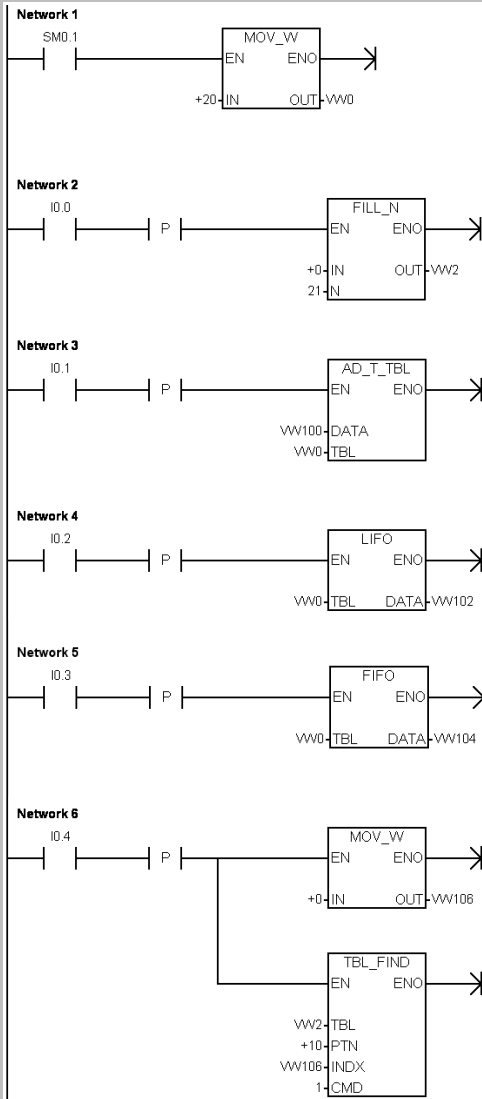 Network 1
SM0.1
MOV_W
EN ENO
+20 IN OUT VW0
Network 2
I0.0
P
FILL_N
EN ENO
+0 IN OUT VW2
21 N
Network 3
I0.1
P
AD_T_TBL
EN ENO
VW100 DATA
VW0 TBL
Network 4
I0.2
P
LIFO
EN ENO
VW0 TBL DATA VW102
Network 5
I0.3
P
FIFO
EN ENO
VW0 TBL DATA VW104
Network 6
I0.4
P
MOV_W
EN ENO
+0 IN OUT VW106
TBL_FIND
EN ENO
VW2 TBL
+10 PTN
VW106 INDX
1 CMD